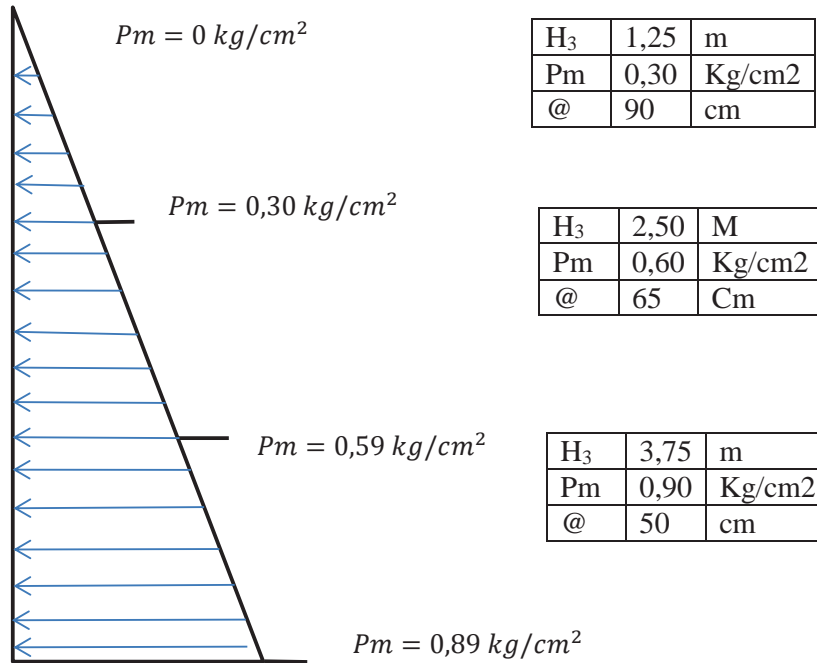 Pm = 0 kg/cm²
H₃ 1,25 m
Pm 0,30 Kg/cm2
@ 90 cm
Pm = 0,30 kg/cm²
H₃ 2,50 M
Pm 0,60 Kg/cm2
@ 65 Cm
Pm = 0,59 kg/cm²
H₃ 3,75 m
Pm 0,90 Kg/cm2
@ 50 cm
Pm = 0,89 kg/cm²